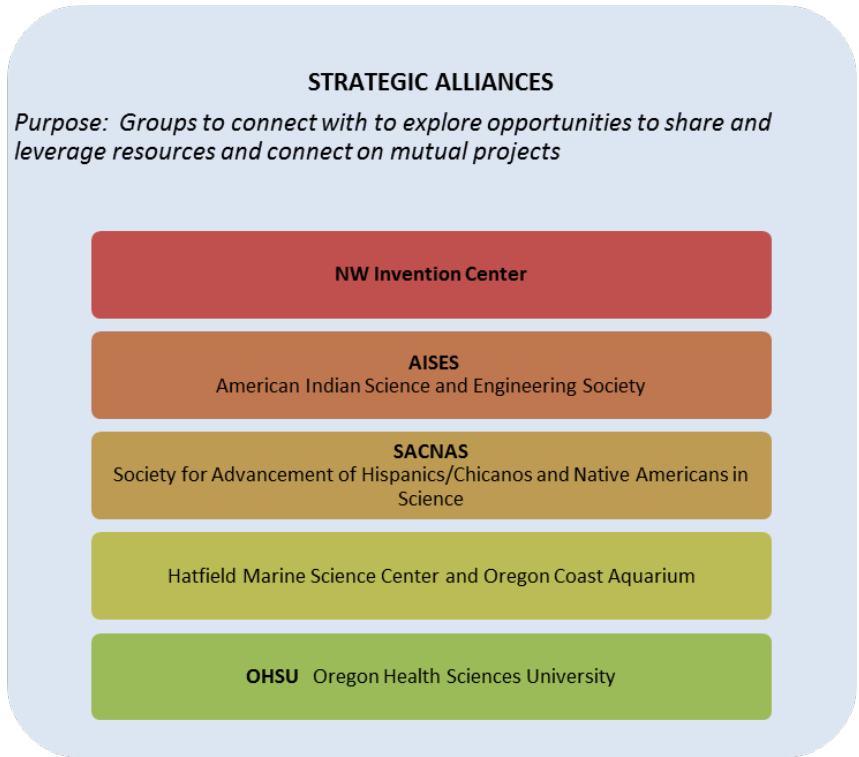 STRATEGIC ALLIANCES
Purpose:  Groups to connect with to explore opportunities to share and
leverage resources and connect on mutual projects
NW Invention Center
AISES
American Indian Science and Engineering Society
SACNAS
Society for Advancement of Hispanics/Chicanos and Native Americans in
Science
Hatfield Marine Science Center and Oregon Coast Aquarium
OHSU   Oregon Health Sciences University